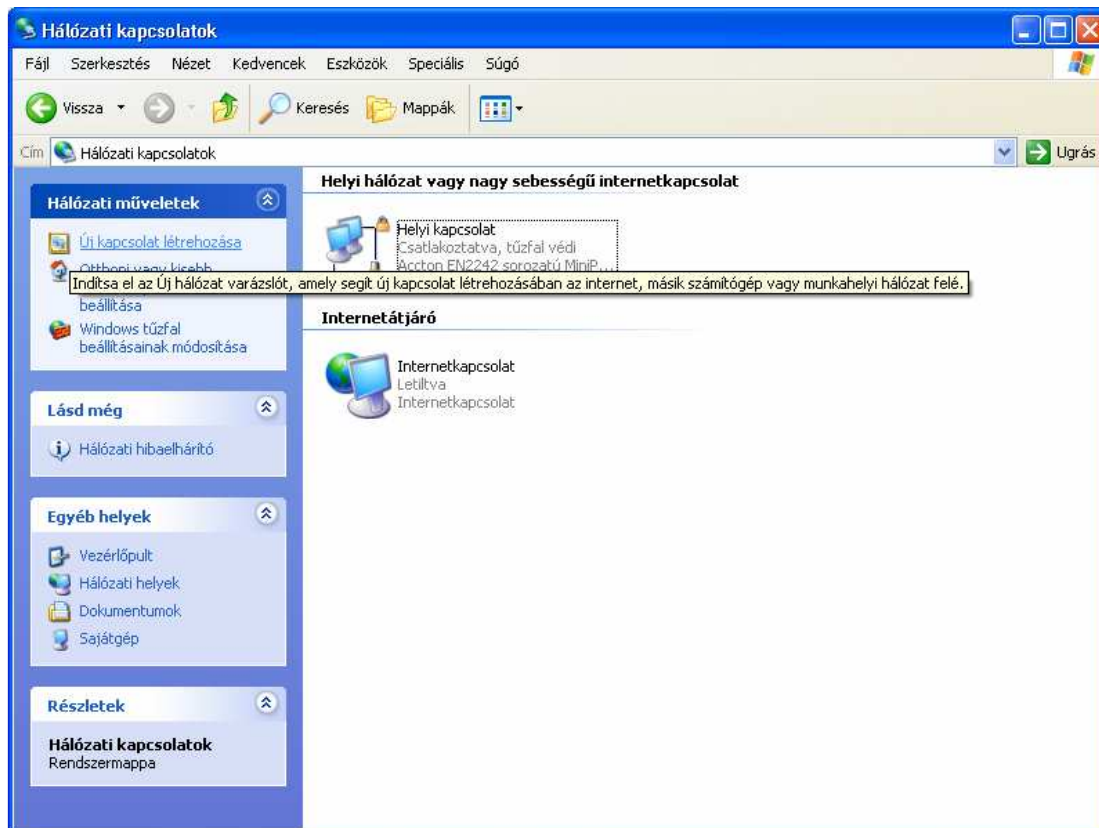 Hálózati kapcsolatok
Fájl Szerkesztés Nézet Kedvencek Eszközök Speciális Súgó
Vissza Keresés Mappák
Cím Hálózati kapcsolatok Ugrás
Hálózati műveletek
Új kapcsolat létrehozása
Otthoni vagy kisebb
Indítsa el az Új hálózat varázslót, amely segít új kapcsolat létrehozásában az internet, másik számítógép vagy munkahelyi hálózat felé.
beállítása
Windows tűzfal
beállításainak módosítása
Lásd még
Hálózati hibaelhárító
Egyéb helyek
Vezérlőpult
Hálózati helyek
Dokumentumok
Sajátgép
Részletek
Hálózati kapcsolatok
Rendszermappa
Helyi hálózat vagy nagy sebességű internetkapcsolat
Helyi kapcsolat
Csatlakoztatva, tűzfal védi
Accton EN2242 sorozatú MiniP...
Internetátjáró
Internetkapcsolat
Letiltva
Internetkapcsolat